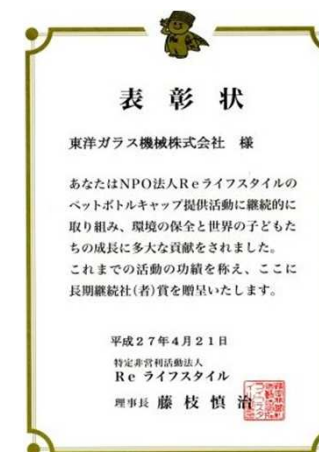 表彰状
東洋ガラス機械株式会社 様
あなたはNPO法人Reライフスタイルの
ペットボトルキャップ提供活動に継続的に
取り組み、環境の保全と世界の子どもた
ちの成長に多大な貢献をされました。
これまでの活動の功績を称え、ここに
長期継続社(者)賞を贈呈いたします。
平成27年4月21日
特定非営利活動法人
Re ライフスタイル
理事長 藤枝慎治